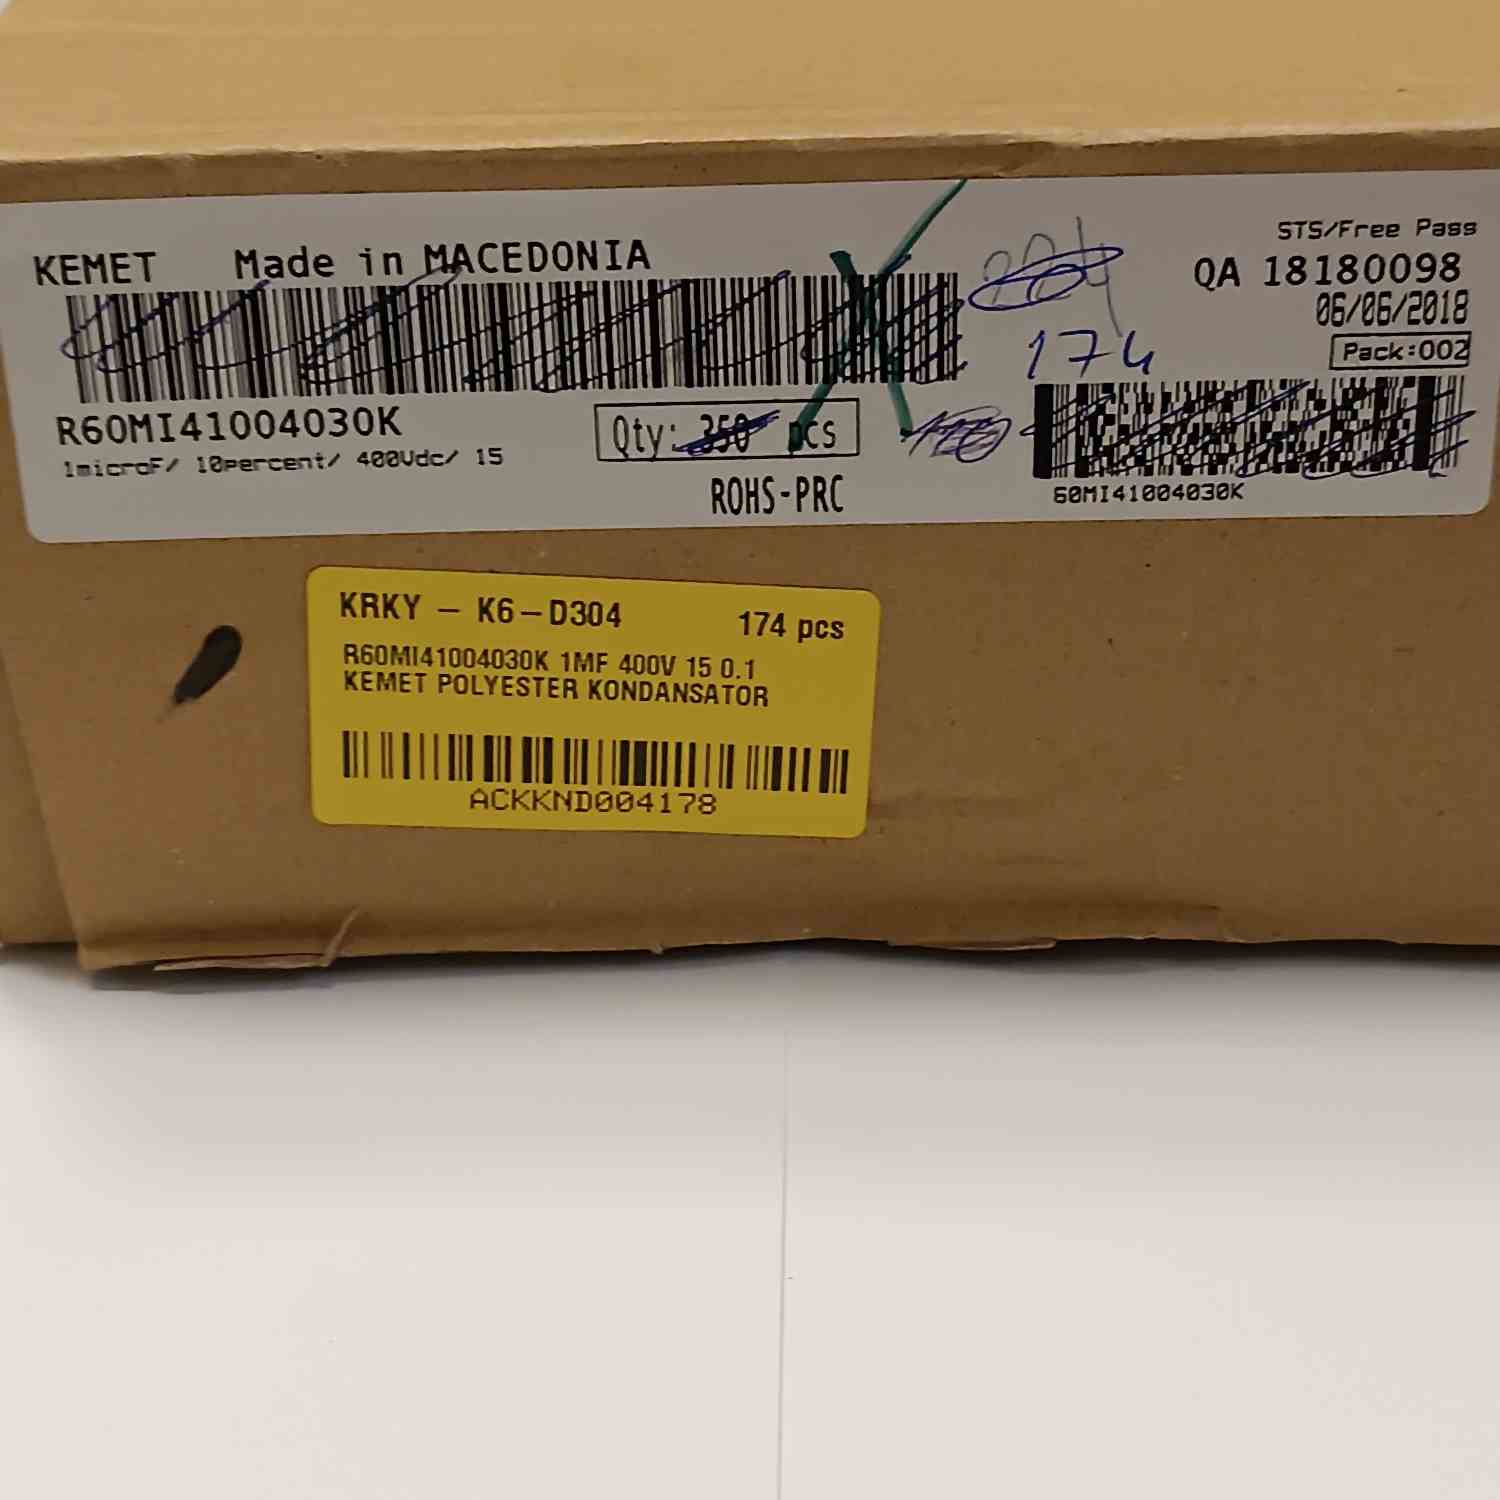 KEMET Made in MACEDONIA
STS/Free Pass
QA 18180098
06/06/2018
174
Pack:002
R60MI41004030K
Qty: 350 pcs
1microF/ 10percent/ 400Vdc/ 15
ROHS-PRC
60MI41004030K
KRKY - K6-D304 174 pcs
R60MI41004030K 1MF 400V 15 0.1
KEMET POLYESTER KONDANSATOR
ACKKND004178